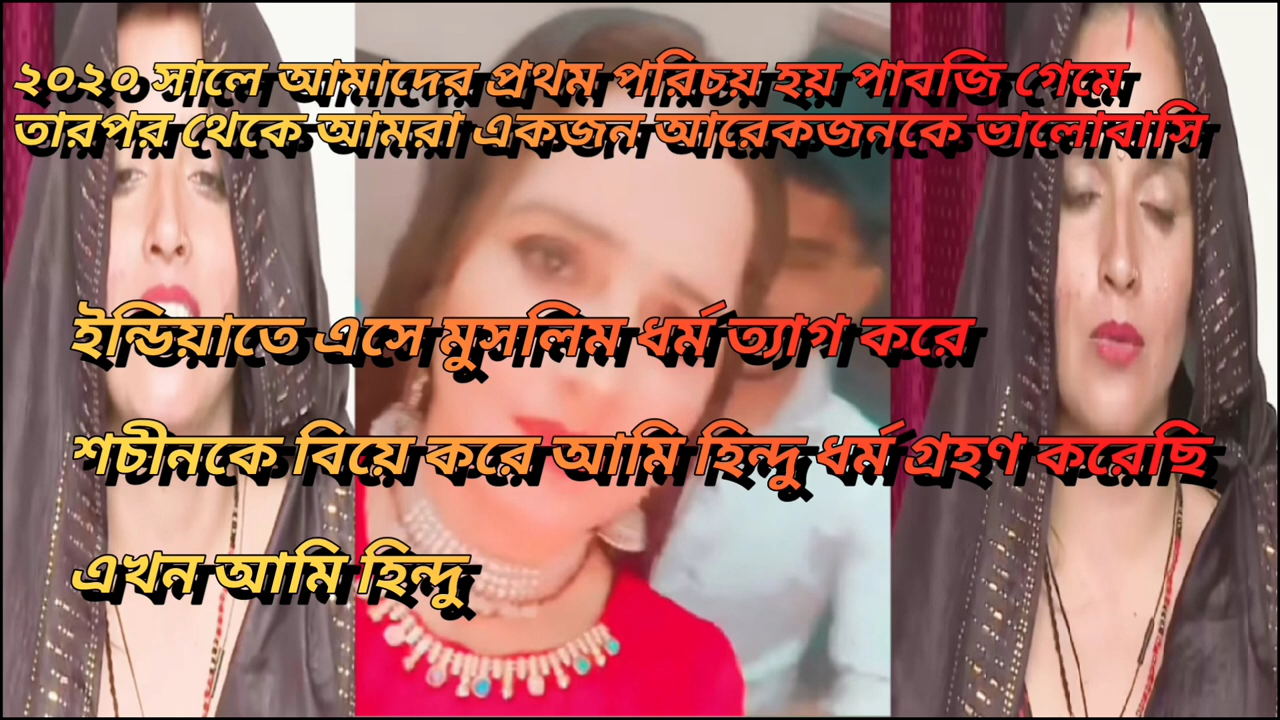 ২০২০ সালে আমাদের প্রথম পরিচয় হয় পাবজি গেমে
তারপর থেকে আমরা একজন আরেকজনকে ভালোবাসি
ইন্ডিয়াতে এসে মুসলিম ধর্ম ত্যাগ করে
শচীনকে বিয়ে করে আমি হিন্দু ধর্ম গ্রহণ করেছি
এখন আমি হিন্দু